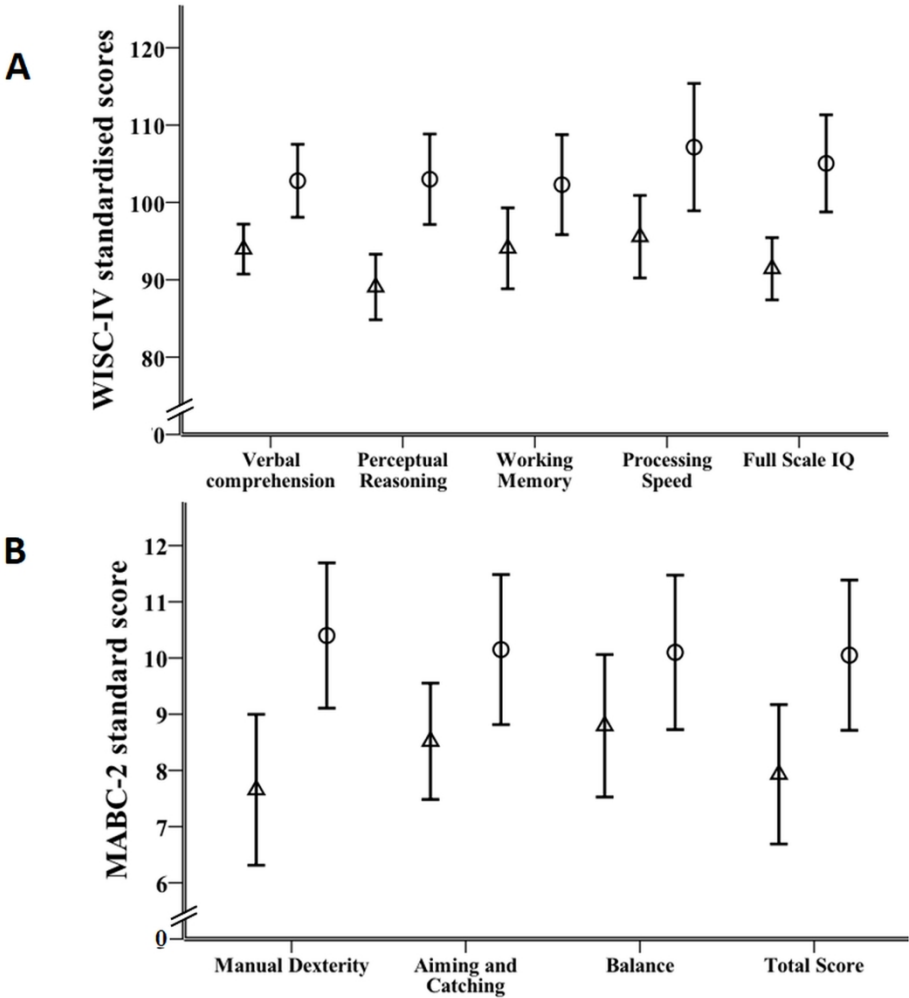 A
WISC-IV standardised scores
120
110
100
90
80
0
Verbal
comprehension
Perceptual
Reasoning
Working
Memory
Processing
Speed
Full Scale IQ
B
MABC-2 standard score
12
11
10
9
8
7
6
0
Manual Dexterity
Aiming and
Catching
Balance
Total Score